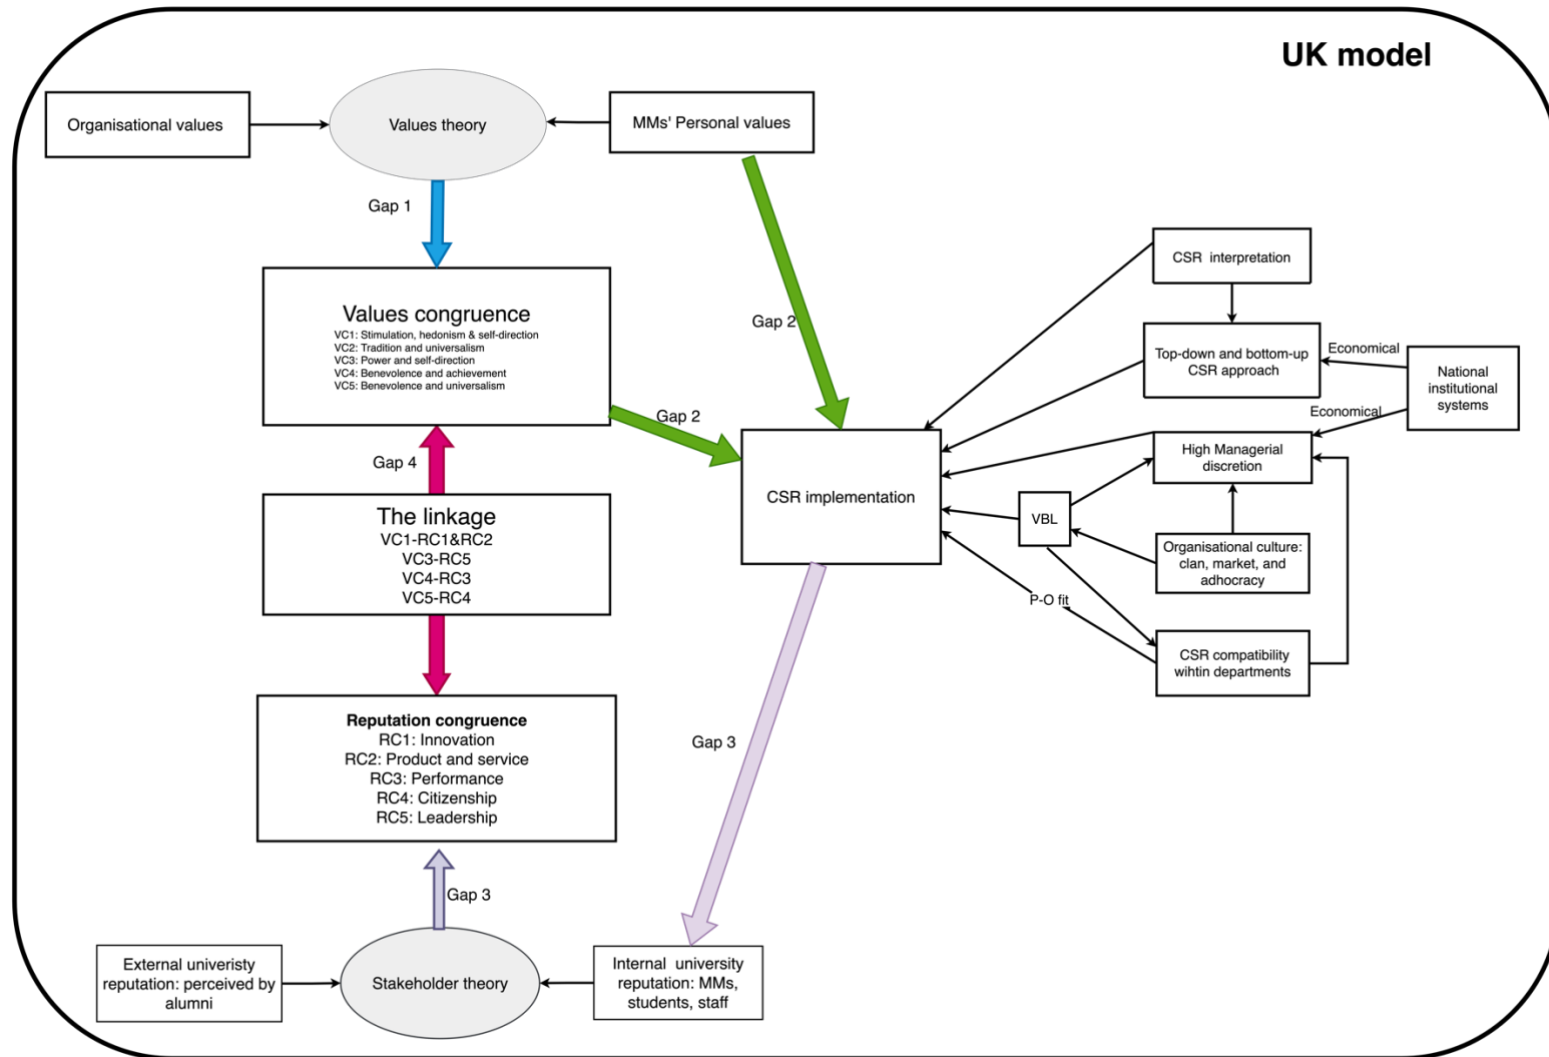 UK model
Organisational values
Values theory
MMs' Personal values
Gap 1
Values congruence
VC1: Stimulation, hedonism & self-direction
VC2: Tradition and universalism
VC3: Power and self-direction
VC4: Benevolence and achievement
VC5: Benevolence and universalism
Gap 2
Gap 2
Gap 4
The linkage
VC1-RC1&RC2
VC3-RC5
VC4-RC3
VC5-RC4
CSR implementation
CSR interpretation
Top-down and bottom-up
CSR approach
Economical
National
institutional
systems
Economical
High Managerial
discretion
VBL
Organisational culture:
clan, market, and
adhocracy
P-O fit
CSR compatibility
wihtin departments
Reputation congruence
RC1: Innovation
RC2: Product and service
RC3: Performance
RC4: Citizenship
RC5: Leadership
Gap 3
Gap 3
External univeristy
reputation: perceived by
alumni
Stakeholder theory
Internal university
reputation: MMs,
students, staff